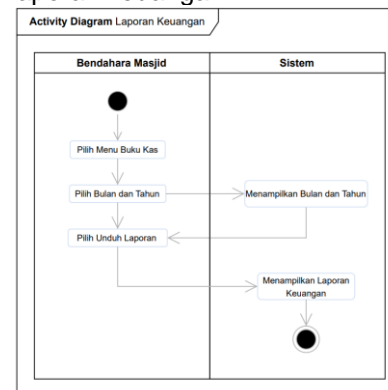 Activity Diagram Laporan Keuangan
Bendahara Masjid
Sistem
Pilih Menu Buku Kas
Pilih Bulan dan Tahun
Menampilkan Bulan dan Tahun
Pilih Unduh Laporan
Menampilkan Laporan
Keuangan